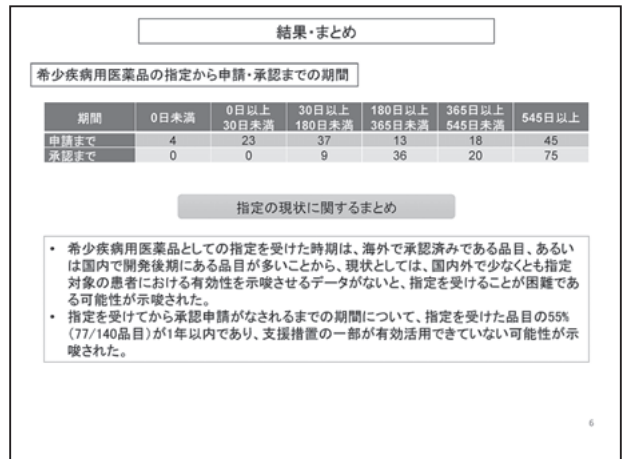 結果・まとめ
希少疾病用医薬品の指定から申請・承認までの期間
期間 0日未満 0日以上30日未満 30日以上180日未満 180日以上365日未満 365日以上545日未満 545日以上
申請まで 4 23 37 13 18 45
承認まで 0 0 9 36 20 75
指定の現状に関するまとめ
• 希少疾病用医薬品としての指定を受けた時期は、海外で承認済みである品目、あるい
は国内で開発後期にある品目が多いことから、現状としては、国内外で少なくとも指定
対象の患者における有効性を示唆させるデータがないと、指定を受けることが困難であ
る可能性が示唆された。
• 指定を受けてから承認申請がなされるまでの期間について、指定を受けた品目の55%
(77/140品目)が1年以内であり、支援措置の一部が有効活用できていない可能性が示
唆された。
6